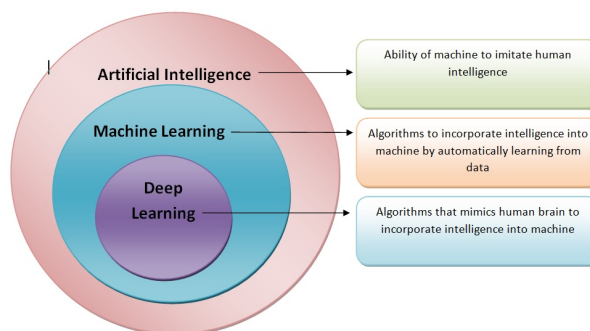 Artificial Intelligence
Ability of machine to imitate human
intelligence
Machine Learning
Algorithms to incorporate intelligence into
machine by automatically learning from
data
Deep
Learning
Algorithms that mimics human brain to
incorporate intelligence into machine